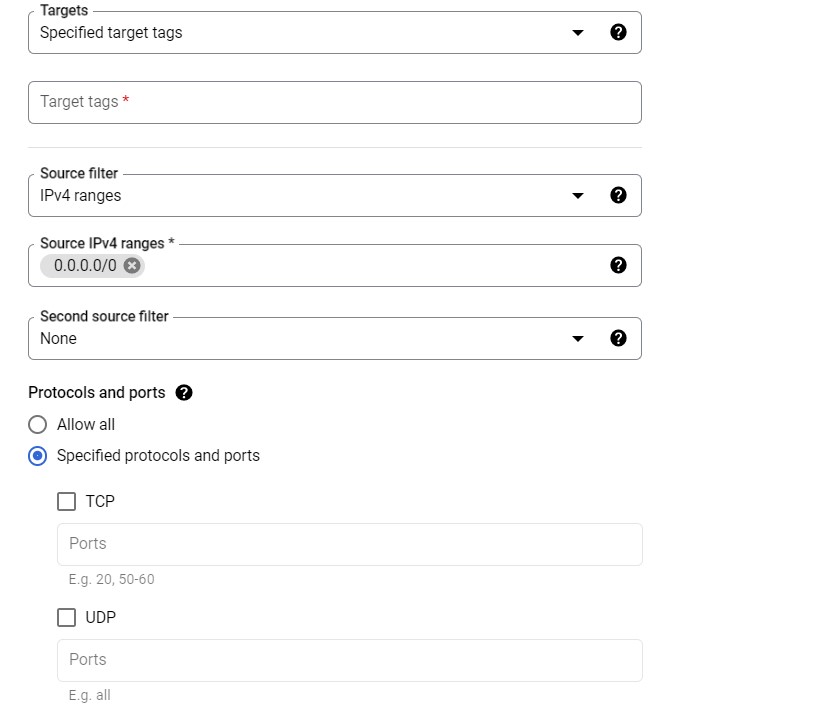 Targets
Specified target tags
Target tags *
Source filter
IPv4 ranges
Source IPv4 ranges *
0.0.0.0/0
Second source filter
None
Protocols and ports
Allow all
Specified protocols and ports
TCP
Ports
E.g. 20, 50-60
UDP
Ports
E.g. all